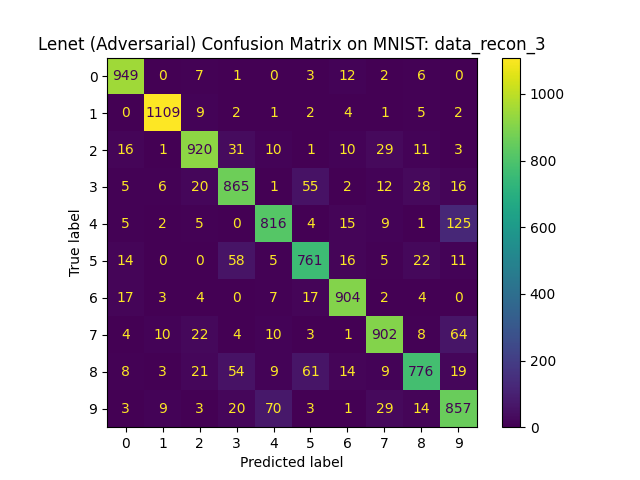 Lenet (Adversarial) Confusion Matrix on MNIST: data_recon_3
0 949 0 7 1 0 3 12 2 6 0
1 0 1109 9 2 1 2 4 1 5 2
2 16 1 920 31 10 1 10 29 11 3
3 5 6 20 865 1 55 2 12 28 16
4 5 2 5 0 816 4 15 9 1 125
5 14 0 0 58 5 761 16 5 22 11
6 17 3 4 0 7 17 904 2 4 0
7 4 10 22 4 10 3 1 902 8 64
8 8 3 21 54 9 61 14 9 776 19
9 3 9 3 20 70 3 1 29 14 857
0 1 2 3 4 5 6 7 8 9
Predicted label
True label
1000
800
600
400
200
0